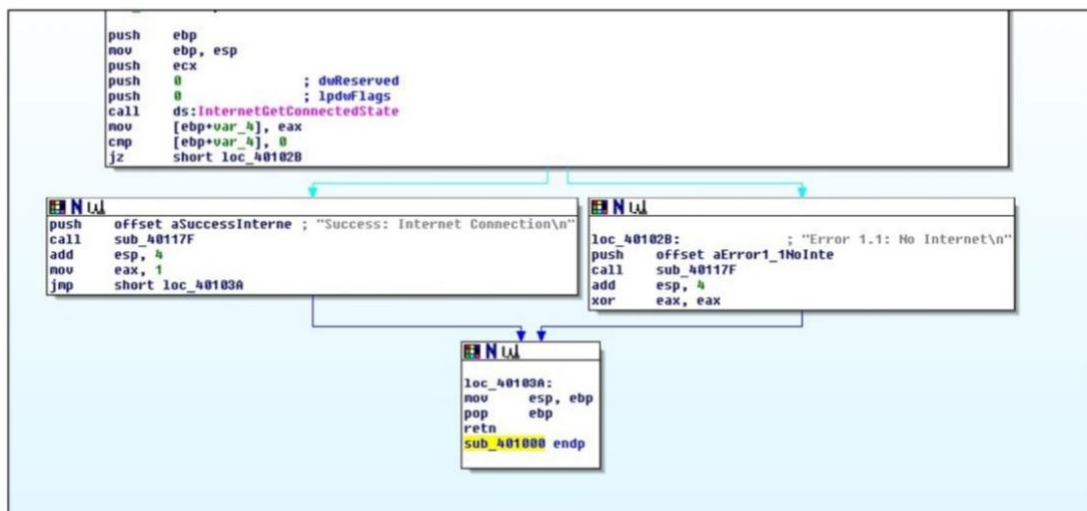 push    ebp
mov     ebp, esp
push    ecx
push    0               ; dwReserved
push    0               ; lpdwFlags
call    ds:InternetGetConnectedState
mov     [ebp+var_4], eax
cmp     [ebp+var_4], 0
jz      short loc_40102B
push    offset aSuccessInterne ; "Success: Internet Connection\n"
call    sub_40117F
add     esp, 4
mov     eax, 1
jmp     short loc_40103A
loc_40102B:             ; "Error 1.1: No Internet\n"
push    offset aError1_1NoInte
call    sub_40117F
add     esp, 4
xor     eax, eax
loc_40103A:
mov     esp, ebp
pop     ebp
retn
sub_401000 endp